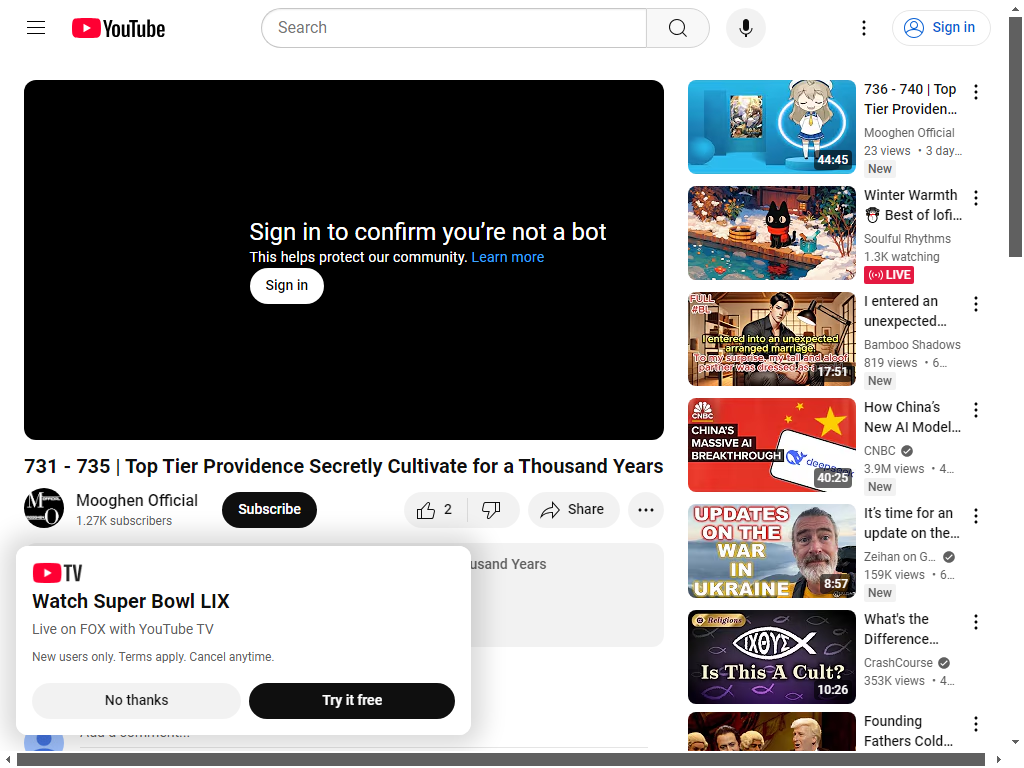 YouTube
Search
Sign in
Sign in to confirm you're not a bot
This helps protect our community. Learn more
Sign in
731 - 735 | Top Tier Providence Secretly Cultivate for a Thousand Years
Mooghen Official
1.27K subscribers
Subscribe
2
Share
usand Years
TV
Watch Super Bowl LIX
Live on FOX with YouTube TV
New users only. Terms apply. Cancel anytime.
No thanks
Try it free
Add a comment...
44:45
736 - 740 | Top
Tier Providen...
Mooghen Official
23 views • 3 day...
New
Winter Warmth
Best of lofi...
Soulful Rhythms
1.3K watching
LIVE
FULL
#BL
I entered into an unexpected
arranged marriage.
To my surprise, my tall and aloof
partner was dressed as a
17:51
I entered an
unexpected...
Bamboo Shadows
819 views • 6...
New
CNBC
CHINA'S
MASSIVE AI
BREAKTHROUGH
deepseek
40:25
How China's
New AI Model...
CNBC
3.9M views • 4...
New
UPDATES
ON THE
WAR
IN
UKRAINE
8:57
It's time for an
update on the...
Zeihan on G...
159K views • 6...
New
Religions
ΙΧΘΥΣ
Is This A Cult?
10:26
What's the
Difference...
CrashCourse
353K views • 4...
Founding
Fathers Cold...